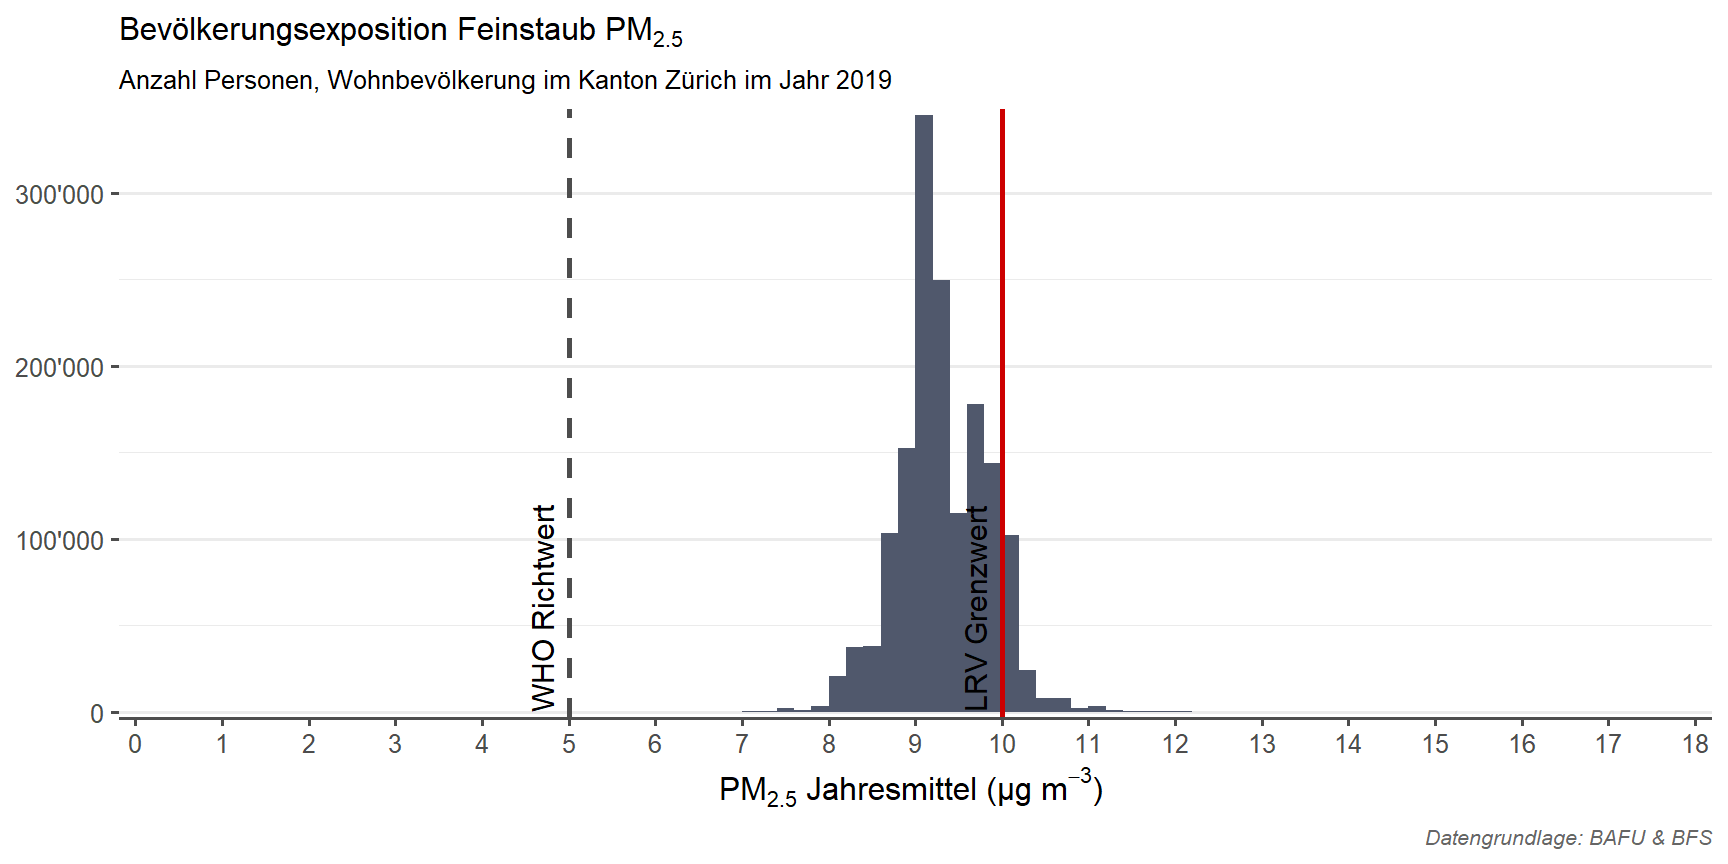 Bevölkerungsexposition Feinstaub PM2.5
Anzahl Personen, Wohnbevölkerung im Kanton Zürich im Jahr 2019
300'000
200'000
100'000
0
WHO Richtwert
LRV Grenzwert
0 1 2 3 4 5 6 7 8 9 10 11 12 13 14 15 16 17 18
PM2.5 Jahresmittel (µg m−3)
Datengrundlage: BAFU & BFS